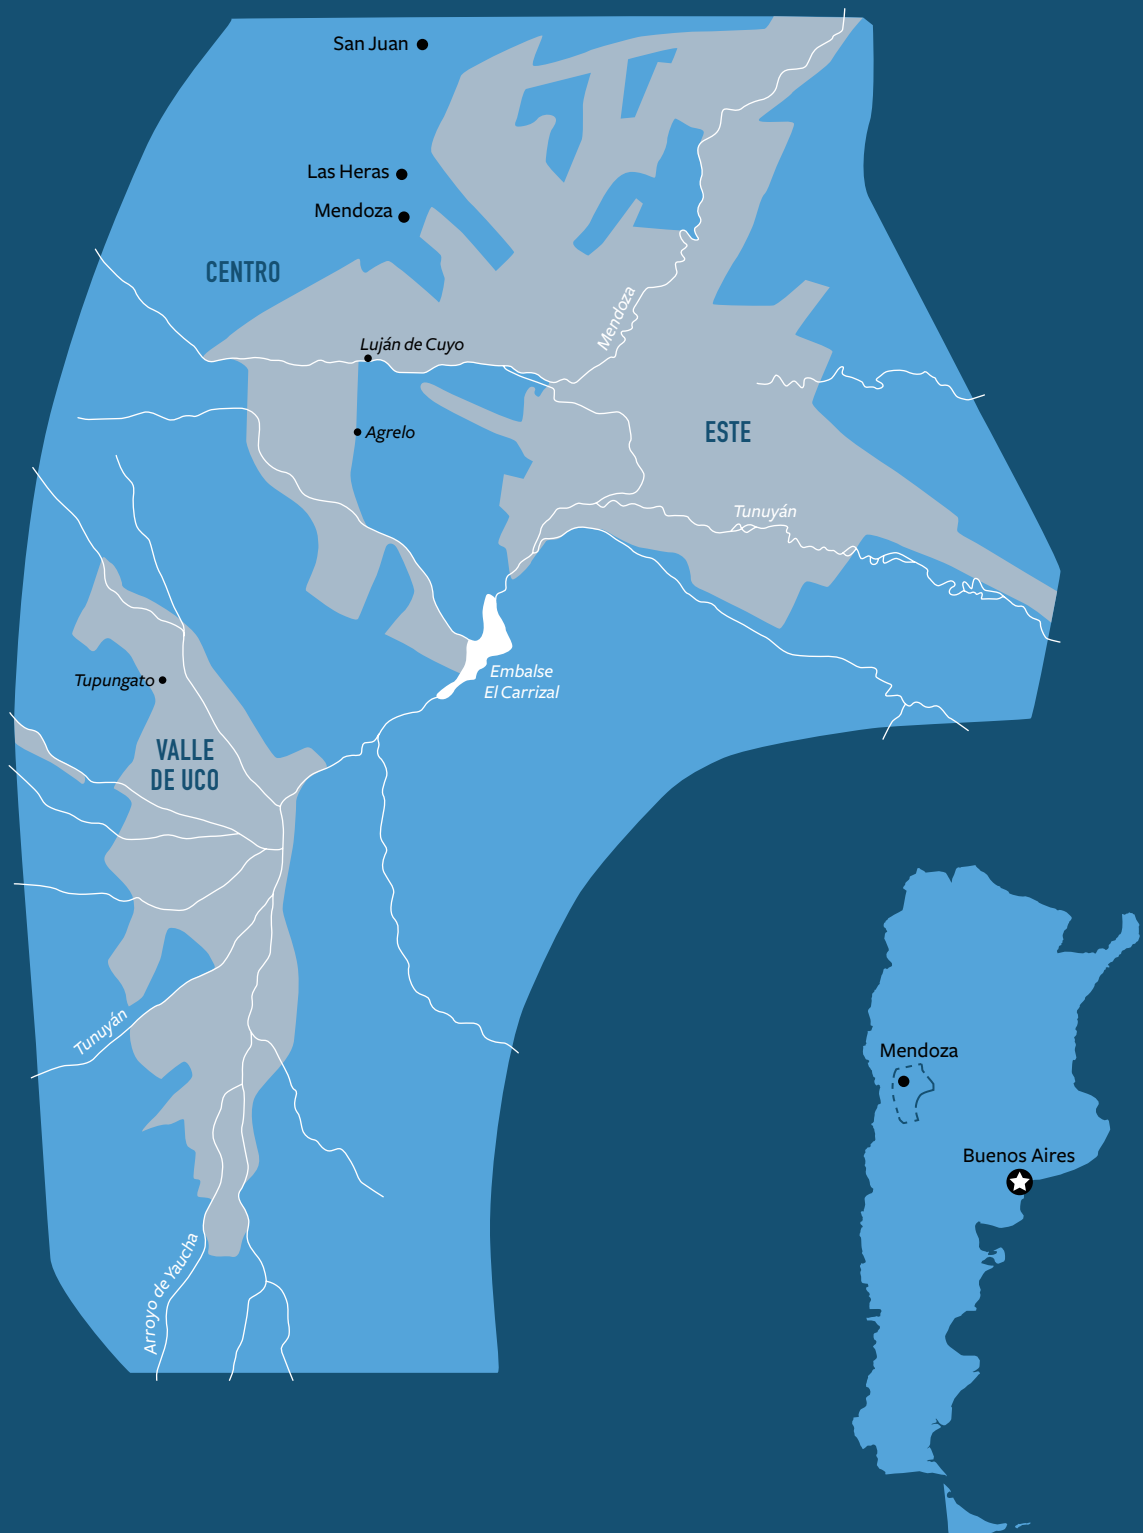 San Juan
Las Heras
Mendoza
CENTRO
Mendoza
Luján de Cuyo
Agrelo
ESTE
Tunuyán
Embalse
El Carrizal
Tupungato
VALLE
DE UCO
Tunuyán
Arroyo de Yaucha
Mendoza
Buenos Aires